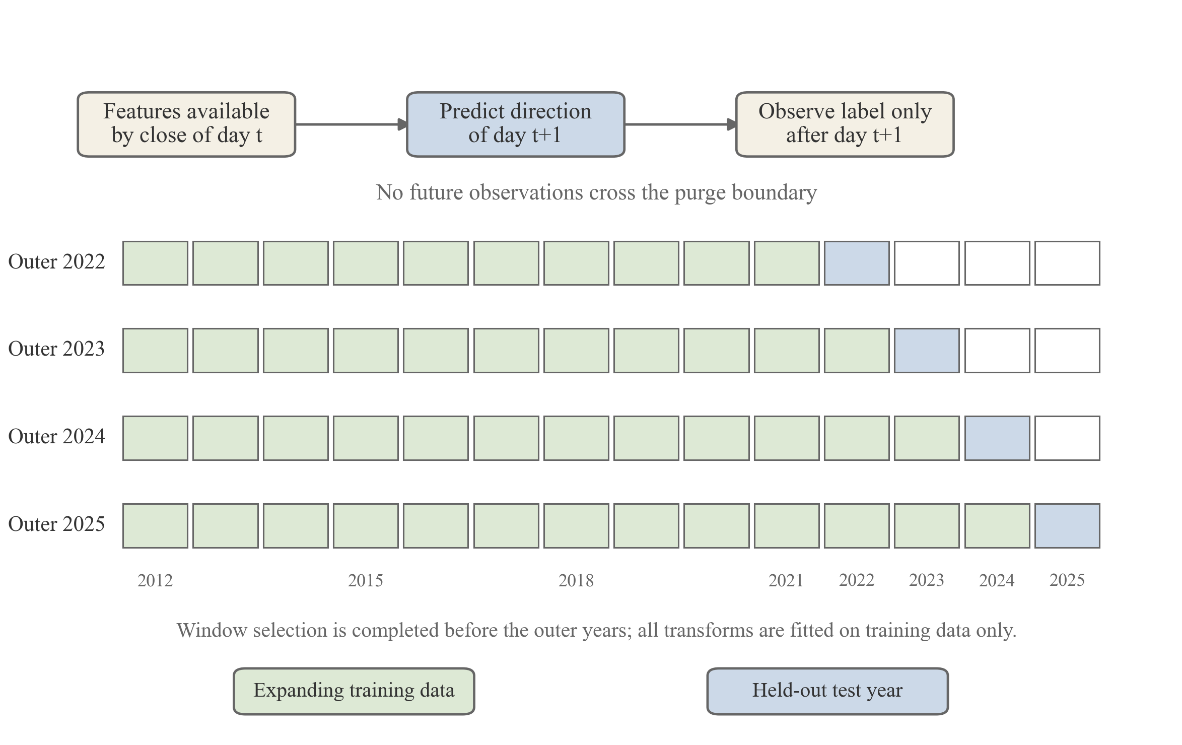 Features available
by close of day t
Predict direction
of day t+1
Observe label only
after day t+1
No future observations cross the purge boundary
Outer 2022
Outer 2023
Outer 2024
Outer 2025
2012 2015 2018 2021 2022 2023 2024 2025
Window selection is completed before the outer years; all transforms are fitted on training data only.
Expanding training data
Held-out test year